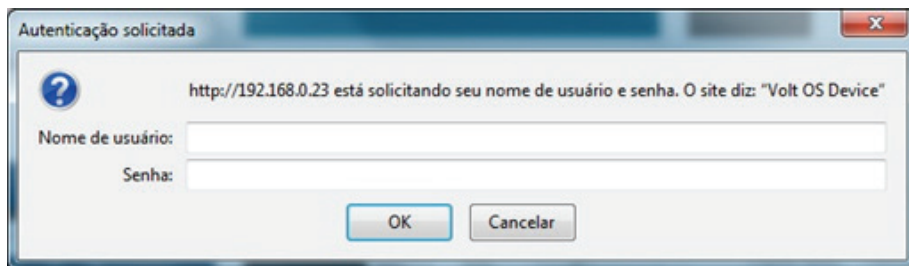 Autenticação solicitada
http://192.168.0.23 está solicitando seu nome de usuário e senha. O site diz: "Volt OS Device"
Nome de usuário:
Senha:
OK
Cancelar